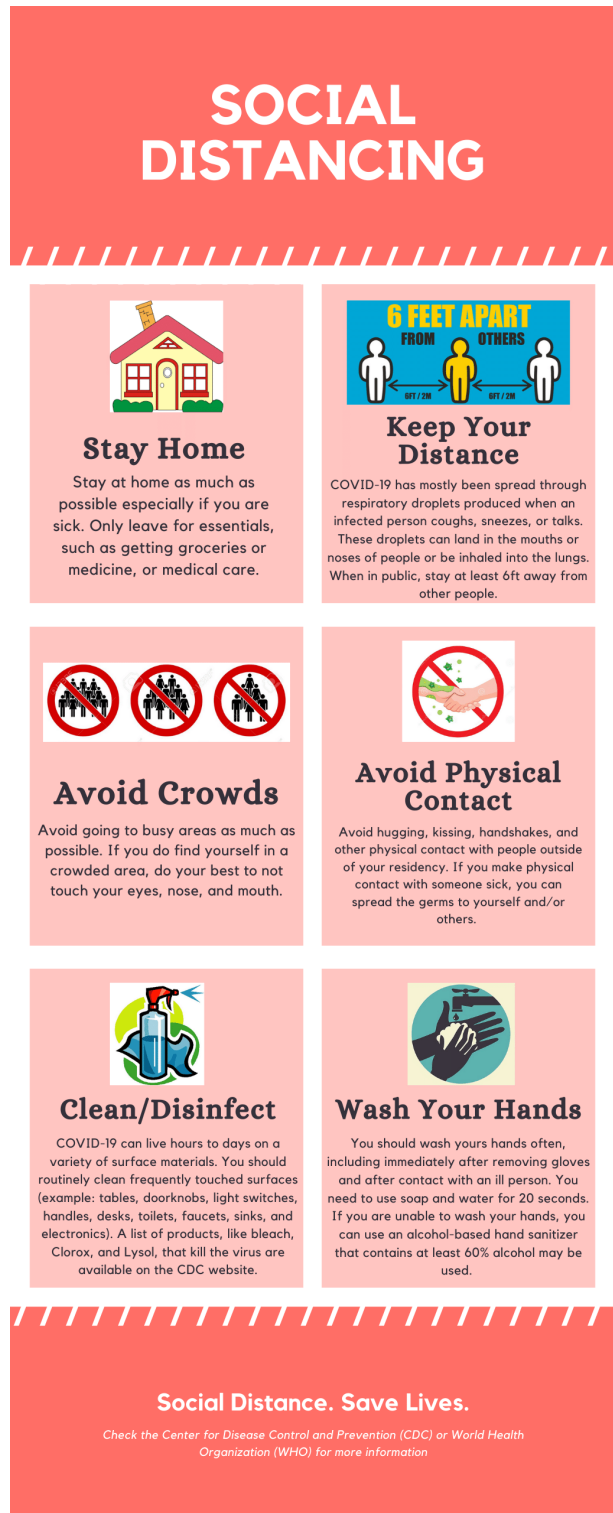 SOCIAL
DISTANCING
Stay Home
Stay at home as much as
possible especially if you are
sick. Only leave for essentials,
such as getting groceries or
medicine, or medical care.
6 FEET APART
FROM OTHERS
6FT / 2M 6FT / 2M
Keep Your
Distance
COVID-19 has mostly been spread through
respiratory droplets produced when an
infected person coughs, sneezes, or talks.
These droplets can land in the mouths or
noses of people or be inhaled into the lungs.
When in public, stay at least 6ft away from
other people.
Avoid Crowds
Avoid going to busy areas as much as
possible. If you do find yourself in a
crowded area, do your best to not
touch your eyes, nose, and mouth.
Avoid Physical
Contact
Avoid hugging, kissing, handshakes, and
other physical contact with people outside
of your residency. If you make physical
contact with someone sick, you can
spread the germs to yourself and/or
others.
Clean/Disinfect
COVID-19 can live hours to days on a
variety of surface materials. You should
routinely clean frequently touched surfaces
(example: tables, doorknobs, light switches,
handles, desks, toilets, faucets, sinks, and
electronics). A list of products, like bleach,
Clorox, and Lysol, that kill the virus are
available on the CDC website.
Wash Your Hands
You should wash yours hands often,
including immediately after removing gloves
and after contact with an ill person. You
need to use soap and water for 20 seconds.
If you are unable to wash your hands, you
can use an alcohol-based hand sanitizer
that contains at least 60% alcohol may be
used.
Social Distance. Save Lives.
Check the Center for Disease Control and Prevention (CDC) or World Health
Organization (WHO) for more information